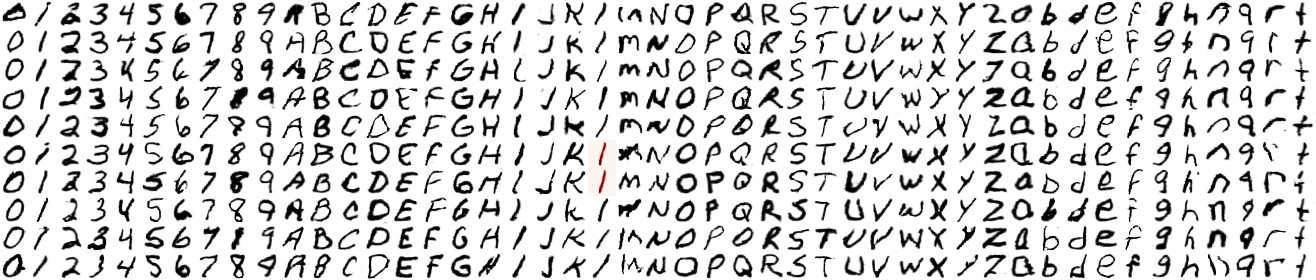 0 1 2 3 4 5 6 7 8 9 A B C D E F G H I J K l m N O P Q R S T U V w X Y Z a b d e f g h n q r t
0 1 2 3 4 5 6 7 8 9 A B C D E F G H I J K l m N O P Q R S T U V w X Y Z a b d e f g h n q r t
0 1 2 3 4 5 6 7 8 9 A B C D E F G H I J K l m N O P Q R S T U V w X Y Z a b d e f g h n q r t
0 1 2 3 4 5 6 7 8 9 A B C D E F G H I J K l m N O P Q R S T U V w X Y Z a b d e f g h n q r t
0 1 2 3 4 5 6 7 8 9 A B C D E F G H I J K l m N O P Q R S T U V w X Y Z a b d e f g h n q r t
0 1 2 3 4 5 6 7 8 9 A B C D E F G H I J K l m N O P Q R S T U V w X Y Z a b d e f g h n q r t
0 1 2 3 4 5 6 7 8 9 A B C D E F G H I J K l m N O P Q R S T U V w X Y Z a b d e f g h n q r t
0 1 2 3 4 5 6 7 8 9 A B C D E F G H I J K l m N O P Q R S T U V w X Y Z a b d e f g h n q r t
0 1 2 3 4 5 6 7 8 9 A B C D E F G H I J K l m N O P Q R S T U V W X Y Z a b d e f g h n q r t
0 1 2 3 4 5 6 7 8 9 A B C D E F G H I J K l m N O P Q R S T U V W X Y Z a b d e f g h n q r t